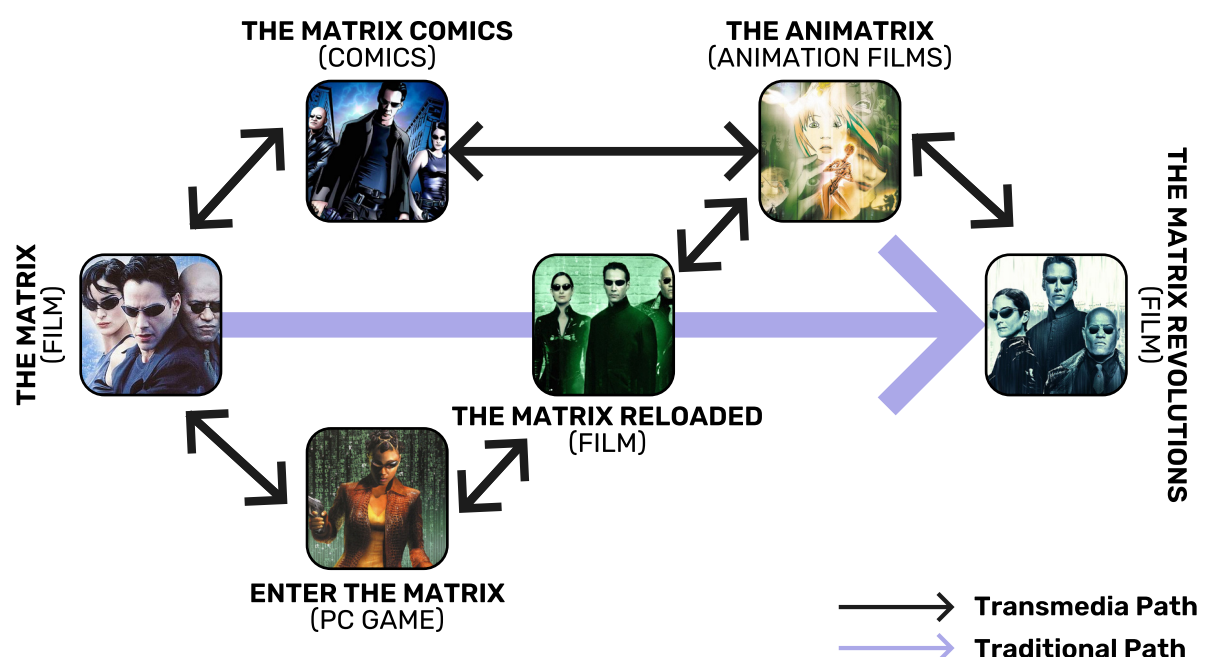 THE MATRIX COMICS
(COMICS)
THE ANIMATRIX
(ANIMATION FILMS)
THE MATRIX
(FILM)
THE MATRIX RELOADED
(FILM)
THE MATRIX REVOLUTIONS
(FILM)
ENTER THE MATRIX
(PC GAME)
Transmedia Path
Traditional Path